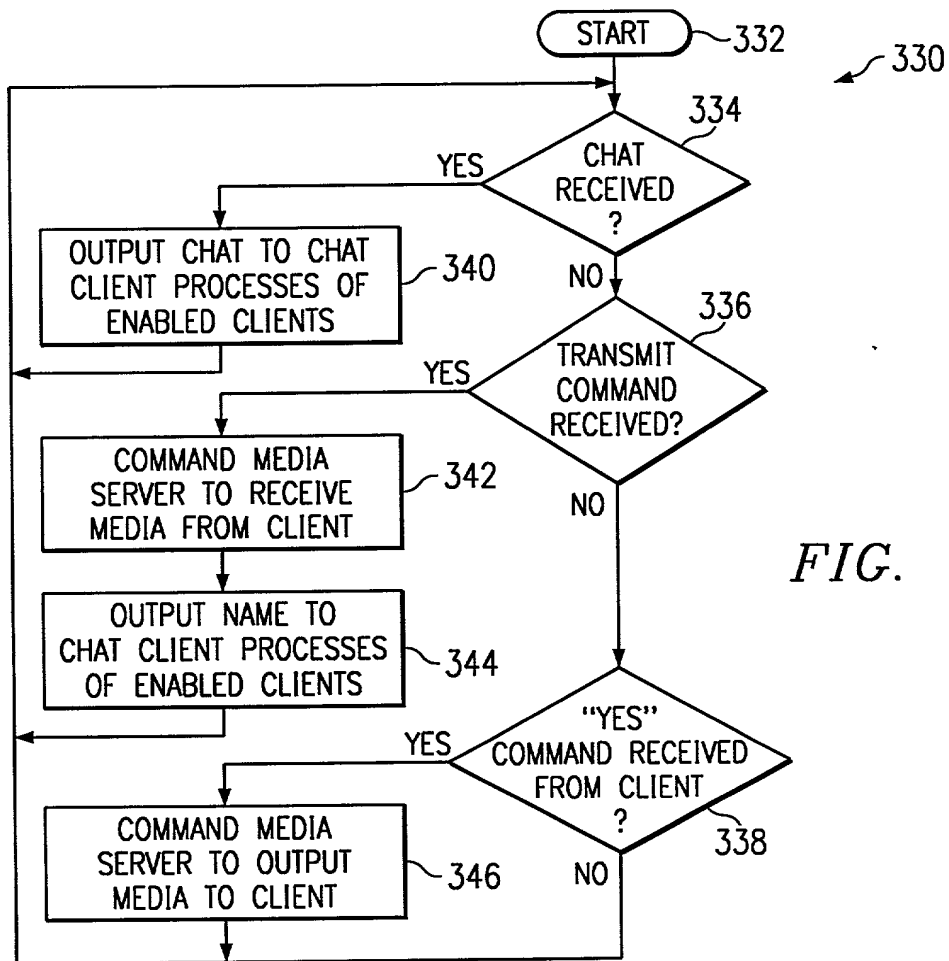 START
332
330
334
CHAT
RECEIVED
?
YES
NO
OUTPUT CHAT TO CHAT
CLIENT PROCESSES OF
ENABLED CLIENTS
340
336
TRANSMIT
COMMAND
RECEIVED?
YES
NO
COMMAND MEDIA
SERVER TO RECEIVE
MEDIA FROM CLIENT
342
FIG.
OUTPUT NAME TO
CHAT CLIENT PROCESSES
OF ENABLED CLIENTS
344
"YES"
COMMAND RECEIVED
FROM CLIENT
?
338
YES
NO
COMMAND MEDIA
SERVER TO OUTPUT
MEDIA TO CLIENT
346